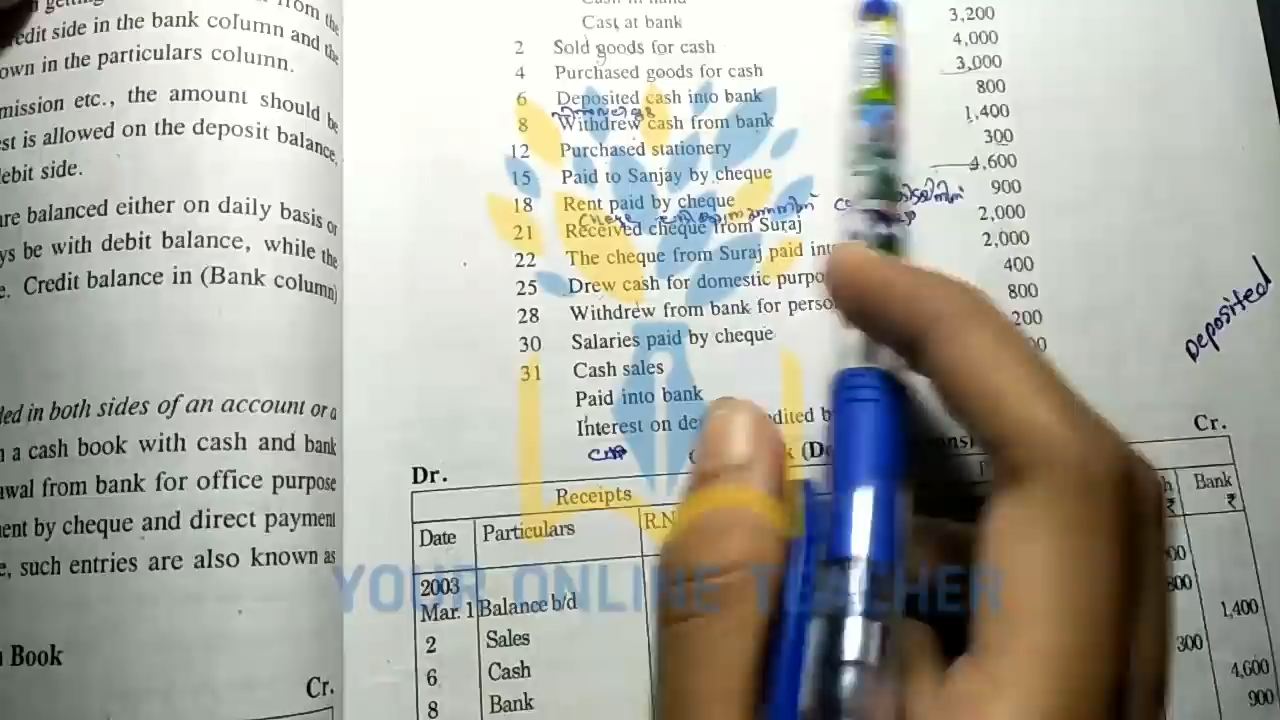 from the
edit side in the bank column and the
own in the particulars column.
mission etc., the amount should be
est is allowed on the deposit balance,
ebit side.
are balanced either on daily basis or
ys be with debit balance, while the
e. Credit balance in (Bank column)
led in both sides of an account or a
n a cash book with cash and bank
awal from bank for office purpose
ent by cheque and direct payment
e, such entries are also known as
Book
Cr.
Cash at bank 3,200
2 Sold goods for cash 4,000
4 Purchased goods for cash 3,000
6 Deposited cash into bank 800
8 Withdrew cash from bank 1,400
12 Purchased stationery 300
15 Paid to Sanjay by cheque 4,600
18 Rent paid by cheque 900
21 Received cheque from Suraj 2,000
22 The cheque from Suraj paid 2,000
25 Drew cash for domestic 400
28 Withdrew from bank for 800
30 Salaries paid by cheque 200
31 Cash sales
Paid into bank
Interest on
Deposited
Dr. Cr.
Receipts
Date Particulars Bank
₹ ₹
2003
Mar. 1 Balance b/d
2 Sales
6 Cash
8 Bank
1,400
300
4,600
900
YOUR ONLINE TEACHER